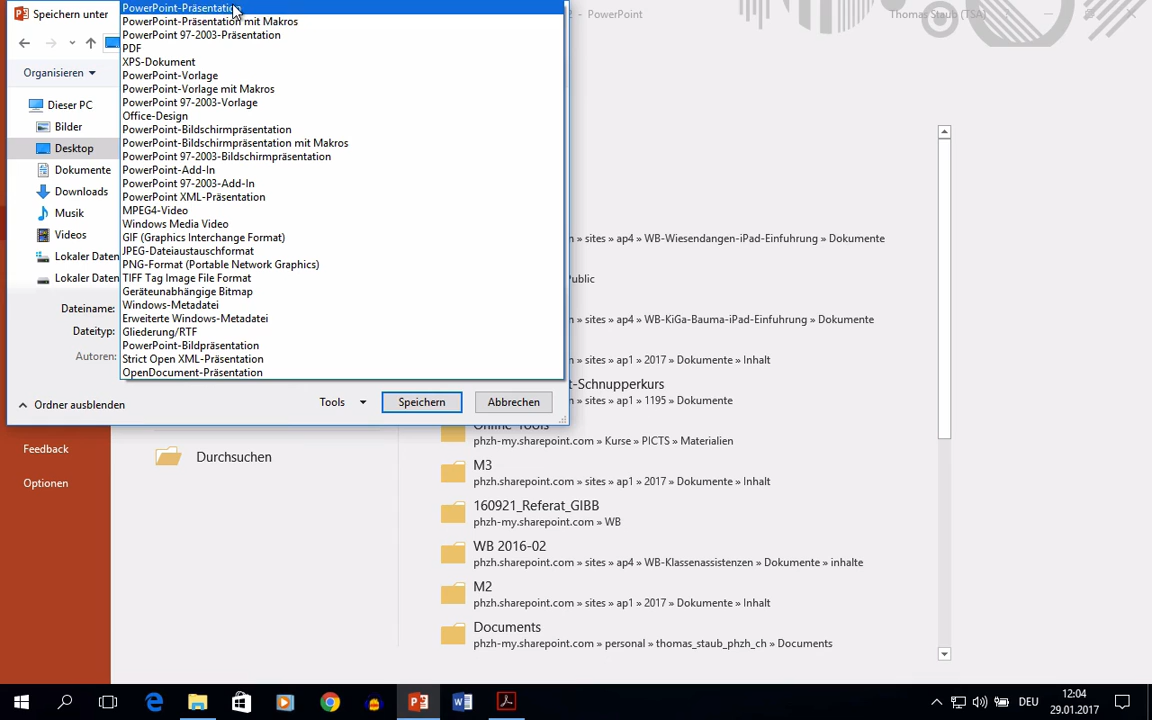 Speichern unter
PowerPoint-Präsentation
PowerPoint-Präsentation mit Makros
PowerPoint 97-2003-Präsentation
PDF
XPS-Dokument
PowerPoint-Vorlage
PowerPoint-Vorlage mit Makros
PowerPoint 97-2003-Vorlage
Office-Design
PowerPoint-Bildschirmpräsentation
PowerPoint-Bildschirmpräsentation mit Makros
PowerPoint 97-2003-Bildschirmpräsentation
PowerPoint-Add-In
PowerPoint 97-2003-Add-In
PowerPoint XML-Präsentation
MPEG4-Video
Windows Media Video
GIF (Graphics Interchange Format)
JPEG-Dateiaustauschformat
PNG-Format (Portable Network Graphics)
TIFF Tag Image File Format
Geräteunabhängige Bitmap
Windows-Metadatei
Erweiterte Windows-Metadatei
Gliederung/RTF
PowerPoint-Bildpräsentation
Strict Open XML-Präsentation
OpenDocument-Präsentation
Organisieren
Dieser PC
Bilder
Desktop
Dokumente
Downloads
Musik
Videos
Lokaler Daten
Lokaler Daten
Dateiname:
Dateityp:
Autoren:
Ordner ausblenden
Tools
Speichern
Abbrechen
2 - PowerPoint
Thomas Staub (TSA)
Feedback
Optionen
Durchsuchen
n » sites » ap4 » WB-Wiesendangen-iPad-Einfuhrung » Dokumente
Public
n » sites » ap4 » WB-KiGa-Bauma-iPad-Einfuhrung » Dokumente
n » sites » ap1 » 2017 » Dokumente » Inhalt
t-Schnupperkurs
n » sites » ap1 » 1195 » Dokumente
Online-Tools
phzh-my.sharepoint.com » Kurse » PICTS » Materialien
M3
phzh.sharepoint.com » sites » ap1 » 2017 » Dokumente » Inhalt
160921_Referat_GIBB
phzh-my.sharepoint.com » WB
WB 2016-02
phzh.sharepoint.com » sites » ap4 » WB-Klassenassistenzen » Dokumente » inhalte
M2
phzh.sharepoint.com » sites » ap1 » 2017 » Dokumente » Inhalt
Documents
phzh-my.sharepoint.com » personal » thomas_staub_phzh_ch » Documents
DEU
12:04
29.01.2017